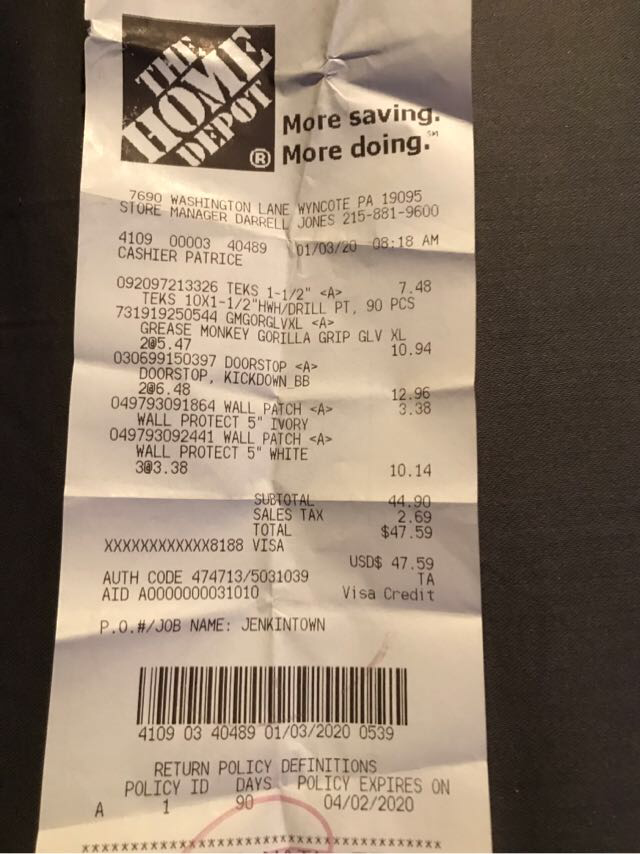 THE
HOME
DEPOT
®
More saving.
More doing.℠
7690 WASHINGTON LANE WYNCOTE PA 19095
STORE MANAGER DARRELL JONES 215-881-9600
4109 00003 40489 01/03/20 08:18 AM
CASHIER PATRICE
092097213326 TEKS 1-1/2" <A> 7.48
TEKS 10X1-1/2"HWH/DRILL PT, 90 PCS
731919250544 GMGORGLVXL <A>
GREASE MONKEY GORILLA GRIP GLV XL
2@5.47 10.94
030699150397 DOORSTOP <A>
DOORSTOP, KICKDOWN BB
2@6.48 12.96
049793091864 WALL PATCH <A> 3.38
WALL PROTECT 5" IVORY
049793092441 WALL PATCH <A>
WALL PROTECT 5" WHITE
3@3.38 10.14
SUBTOTAL 44.90
SALES TAX 2.69
TOTAL $47.59
XXXXXXXXXXXX8188 VISA
USD$ 47.59
AUTH CODE 474713/5031039 TA
AID A0000000031010 Visa Credit
P.O.#/JOB NAME: JENKINTOWN
4109 03 40489 01/03/2020 0539
RETURN POLICY DEFINITIONS
POLICY ID DAYS POLICY EXPIRES ON
A 1 90 04/02/2020